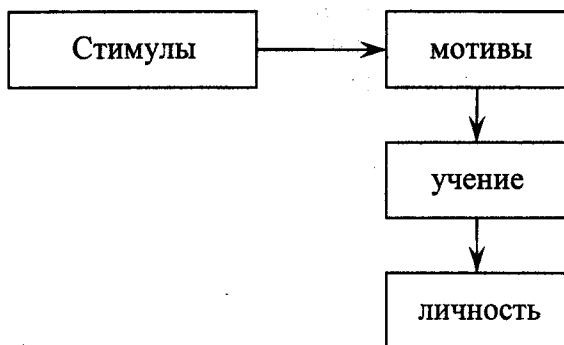 Стимулы
мотивы
учение
личность